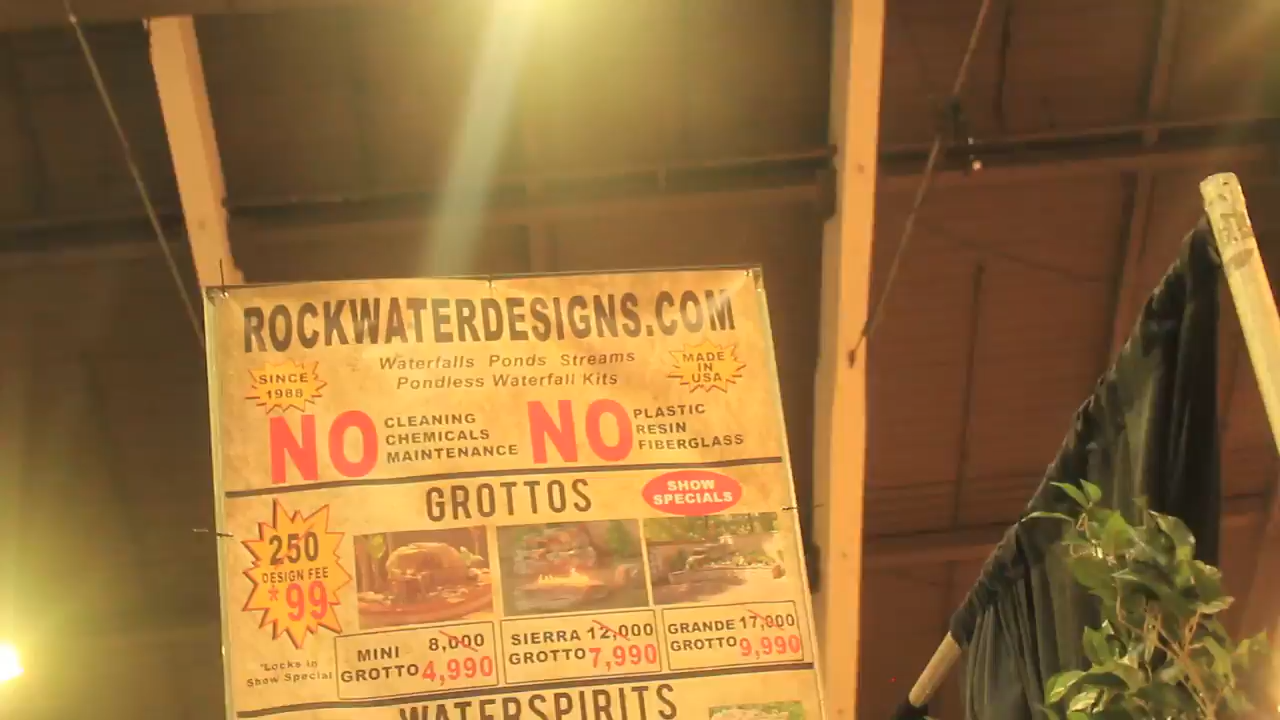 ROCKWATERDESIGNS.COM
Waterfalls Ponds Streams
Pondless Waterfall Kits
SINCE
1988
MADE
IN
USA
NO
CLEANING
CHEMICALS
MAINTENANCE
NO
PLASTIC
RESIN
FIBERGLASS
GROTTOS
SHOW
SPECIALS
250
DESIGN FEE
*99
*Locks in
Show Special
MINI 8,000
GROTTO 4,990
SIERRA 12,000
GROTTO 7,990
GRANDE 17,000
GROTTO 9,990
WATERSPIRITS